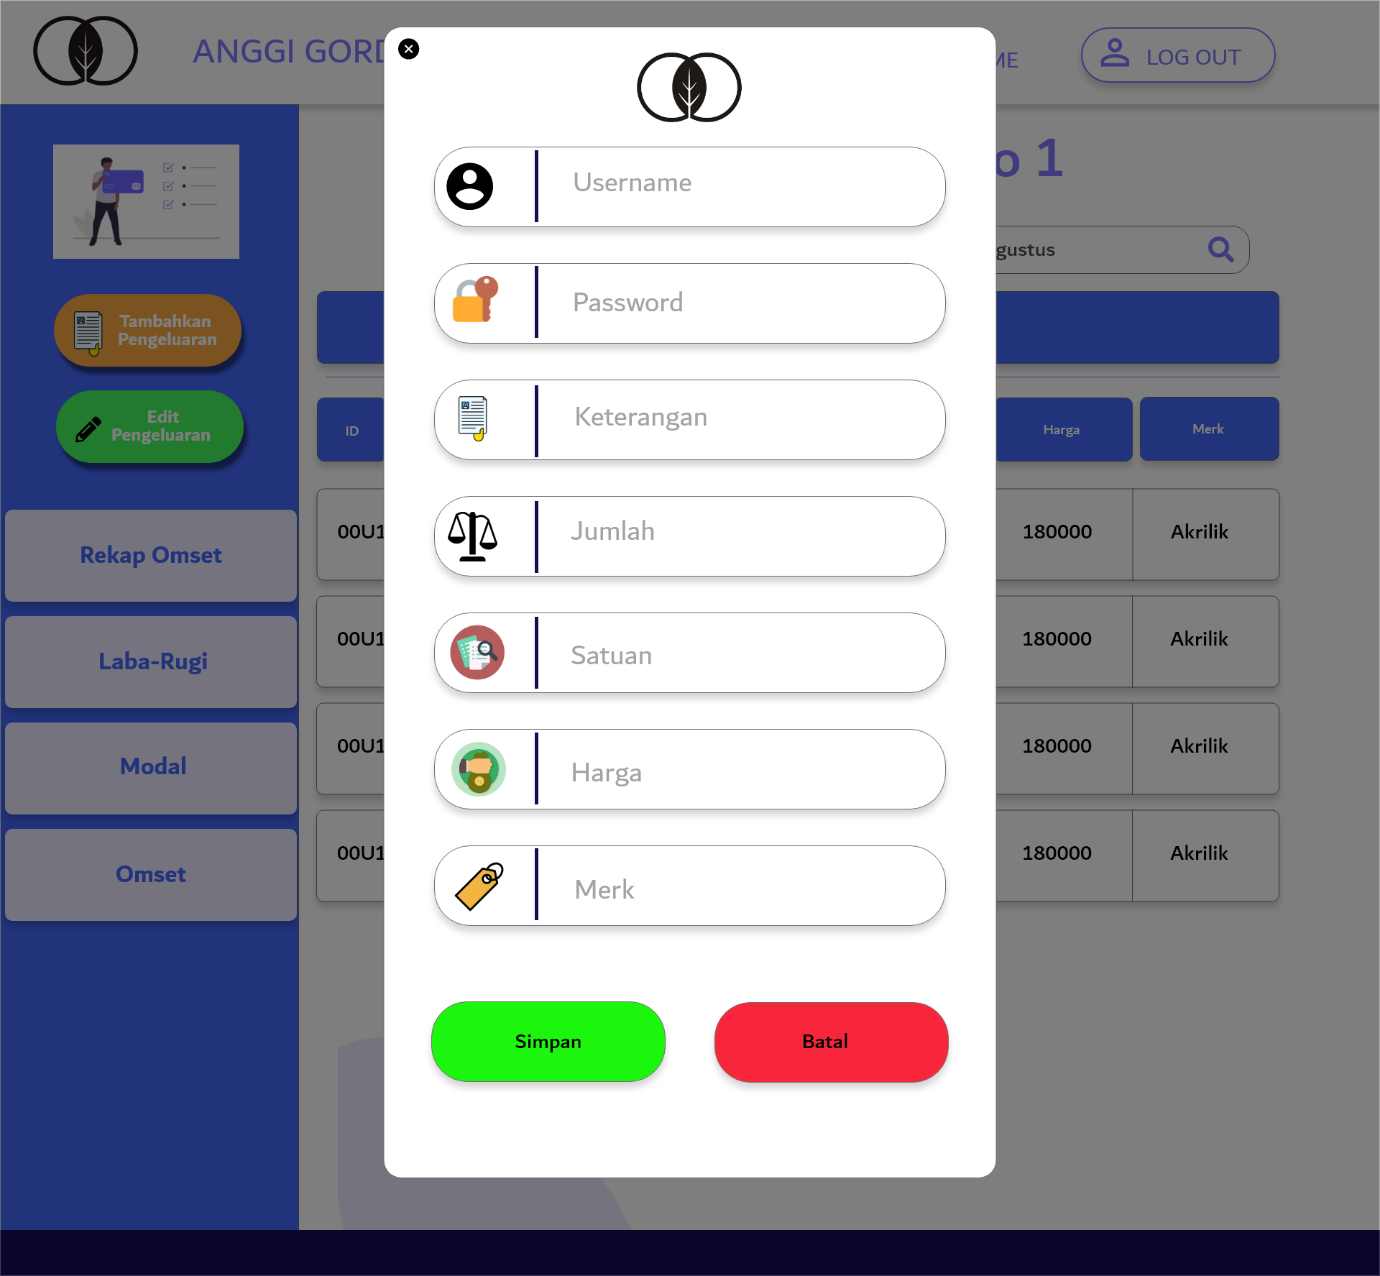 ANGGI GORD
ME
LOG OUT
o 1
gustus
Tambahkan
Pengeluaran
Edit
Pengeluaran
Rekap Omset
Laba-Rugi
Modal
Omset
Username
Password
Keterangan
Jumlah
Satuan
Harga
Merk
Simpan
Batal
ID
Harga
Merk
00U1
180000
Akrilik
00U1
180000
Akrilik
00U1
180000
Akrilik
00U1
180000
Akrilik